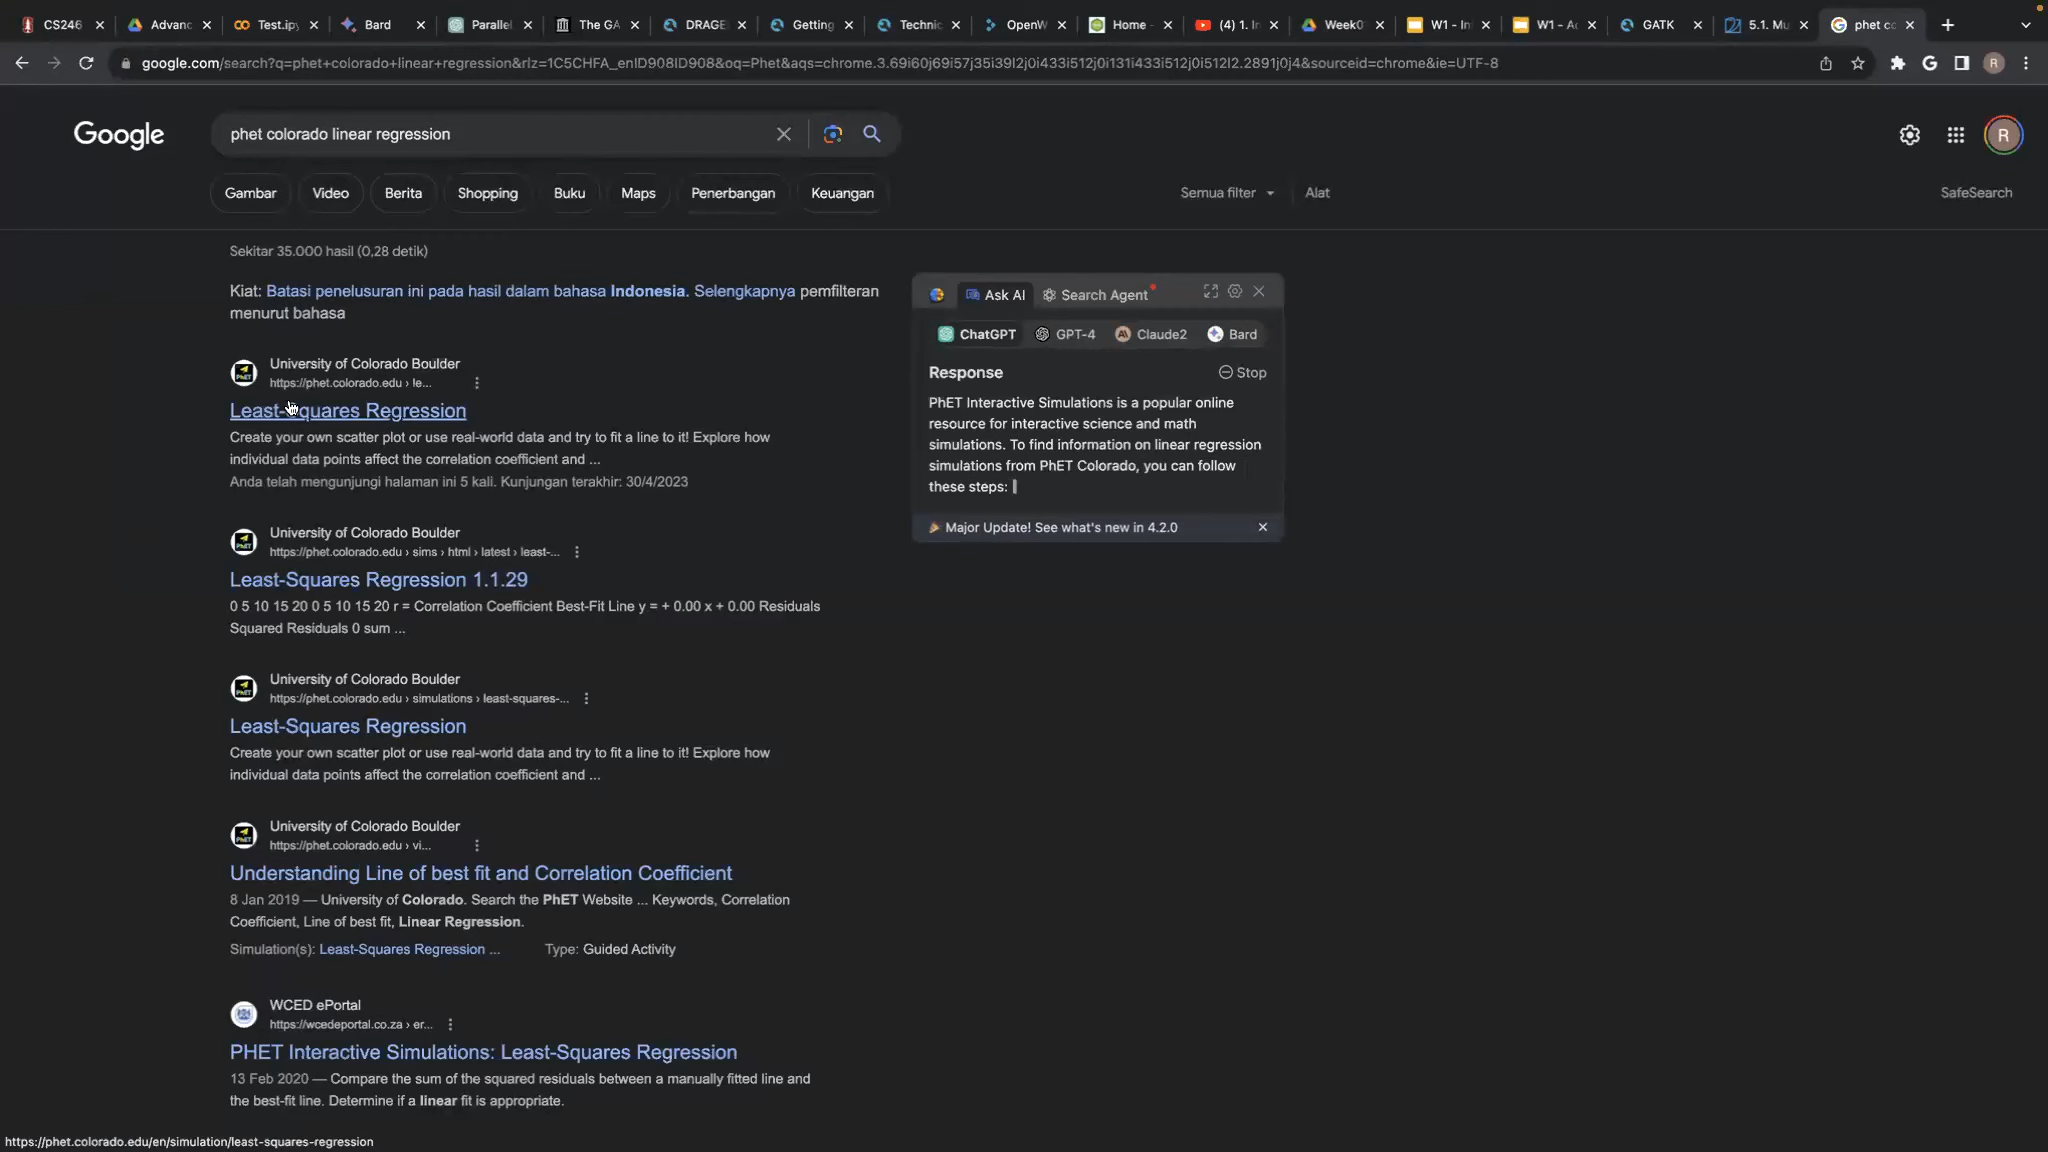 CS246
Advanc
Test.ipy
Bard
Parallel
The GA
DRAGE
Getting
Technic
OpenW
Home -
(4) 1. In
Week0
W1 - In
W1 - Ac
GATK
5.1. Mu
phet co
google.com/search?q=phet+colorado+linear+regression&rlz=1C5CHFA_enID908ID908&oq=Phet&aqs=chrome.3.69i60j69i57j35i39l2j0i433i512j0i131i433i512j0i512l2.2891j0j4&sourceid=chrome&ie=UTF-8
R
Google
phet colorado linear regression
R
Gambar
Video
Berita
Shopping
Buku
Maps
Penerbangan
Keuangan
Semua filter
Alat
SafeSearch
Sekitar 35.000 hasil (0,28 detik)
Kiat: Batasi penelusuran ini pada hasil dalam bahasa Indonesia. Selengkapnya pemfilteran
menurut bahasa
University of Colorado Boulder
https://phet.colorado.edu › le...
Least-Squares Regression
Create your own scatter plot or use real-world data and try to fit a line to it! Explore how
individual data points affect the correlation coefficient and ...
Anda telah mengunjungi halaman ini 5 kali. Kunjungan terakhir: 30/4/2023
University of Colorado Boulder
https://phet.colorado.edu › sims › html › latest › least-...
Least-Squares Regression 1.1.29
0 5 10 15 20 0 5 10 15 20 r = Correlation Coefficient Best-Fit Line y = + 0.00 x + 0.00 Residuals
Squared Residuals 0 sum ...
University of Colorado Boulder
https://phet.colorado.edu › simulations › least-squares-...
Least-Squares Regression
Create your own scatter plot or use real-world data and try to fit a line to it! Explore how
individual data points affect the correlation coefficient and ...
University of Colorado Boulder
https://phet.colorado.edu › vi...
Understanding Line of best fit and Correlation Coefficient
8 Jan 2019 — University of Colorado. Search the PhET Website ... Keywords, Correlation
Coefficient, Line of best fit, Linear Regression.
Simulation(s): Least-Squares Regression ...
Type: Guided Activity
WCED ePortal
https://wcedeportal.co.za › er...
PHET Interactive Simulations: Least-Squares Regression
13 Feb 2020 — Compare the sum of the squared residuals between a manually fitted line and
the best-fit line. Determine if a linear fit is appropriate.
Ask AI
Search Agent
ChatGPT
GPT-4
Claude2
Bard
Response
Stop
PhET Interactive Simulations is a popular online
resource for interactive science and math
simulations. To find information on linear regression
simulations from PhET Colorado, you can follow
these steps:
Major Update! See what's new in 4.2.0
https://phet.colorado.edu/en/simulation/least-squares-regression